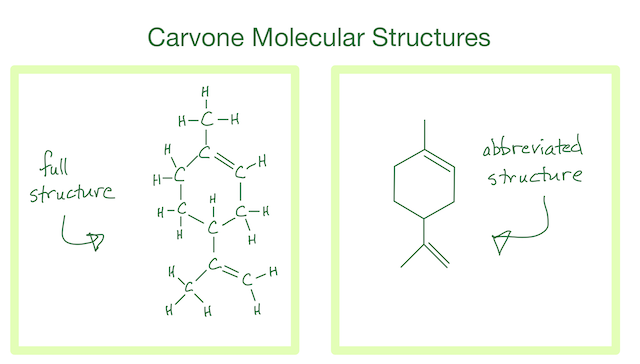 Carvone Molecular Structures
full
structure
H
H-C-H
H C H
H-C C
H
H-C C-H
H C H
C
H C-H
C
H H H
abbreviated
structure